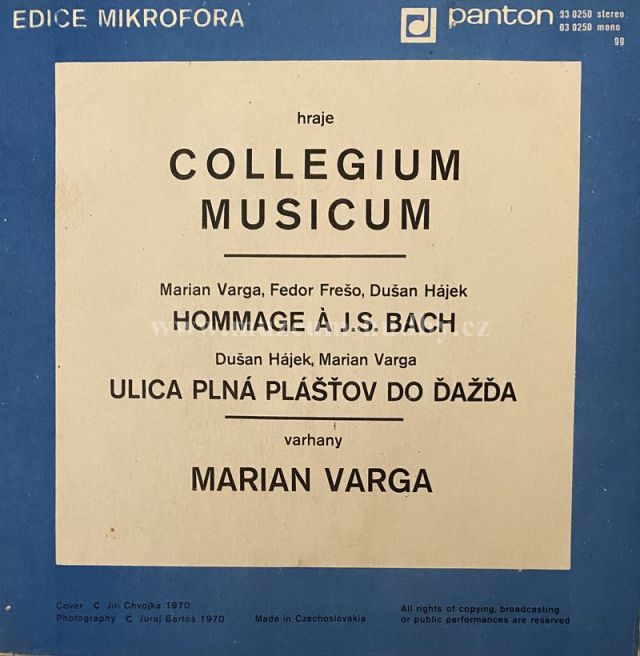 EDICE MIKROFÓRA
panton
33 0250 stereo
03 0250 mono
gg
hraje
COLLEGIUM
MUSICUM
Marian Varga, Fedor Frešo, Dušan Hájek
HOMMAGE À J.S. BACH
Dušan Hájek, Marian Varga
ULICA PLNÁ PLÁŠŤOV DO ĎAŽĎA
varhany
MARIAN VARGA
Cover C Jiří Chvojka 1970
Photography C Juraj Bartoš 1970
Made in Czechoslovakia
All rights of copying, broadcasting
or public performances are reserved